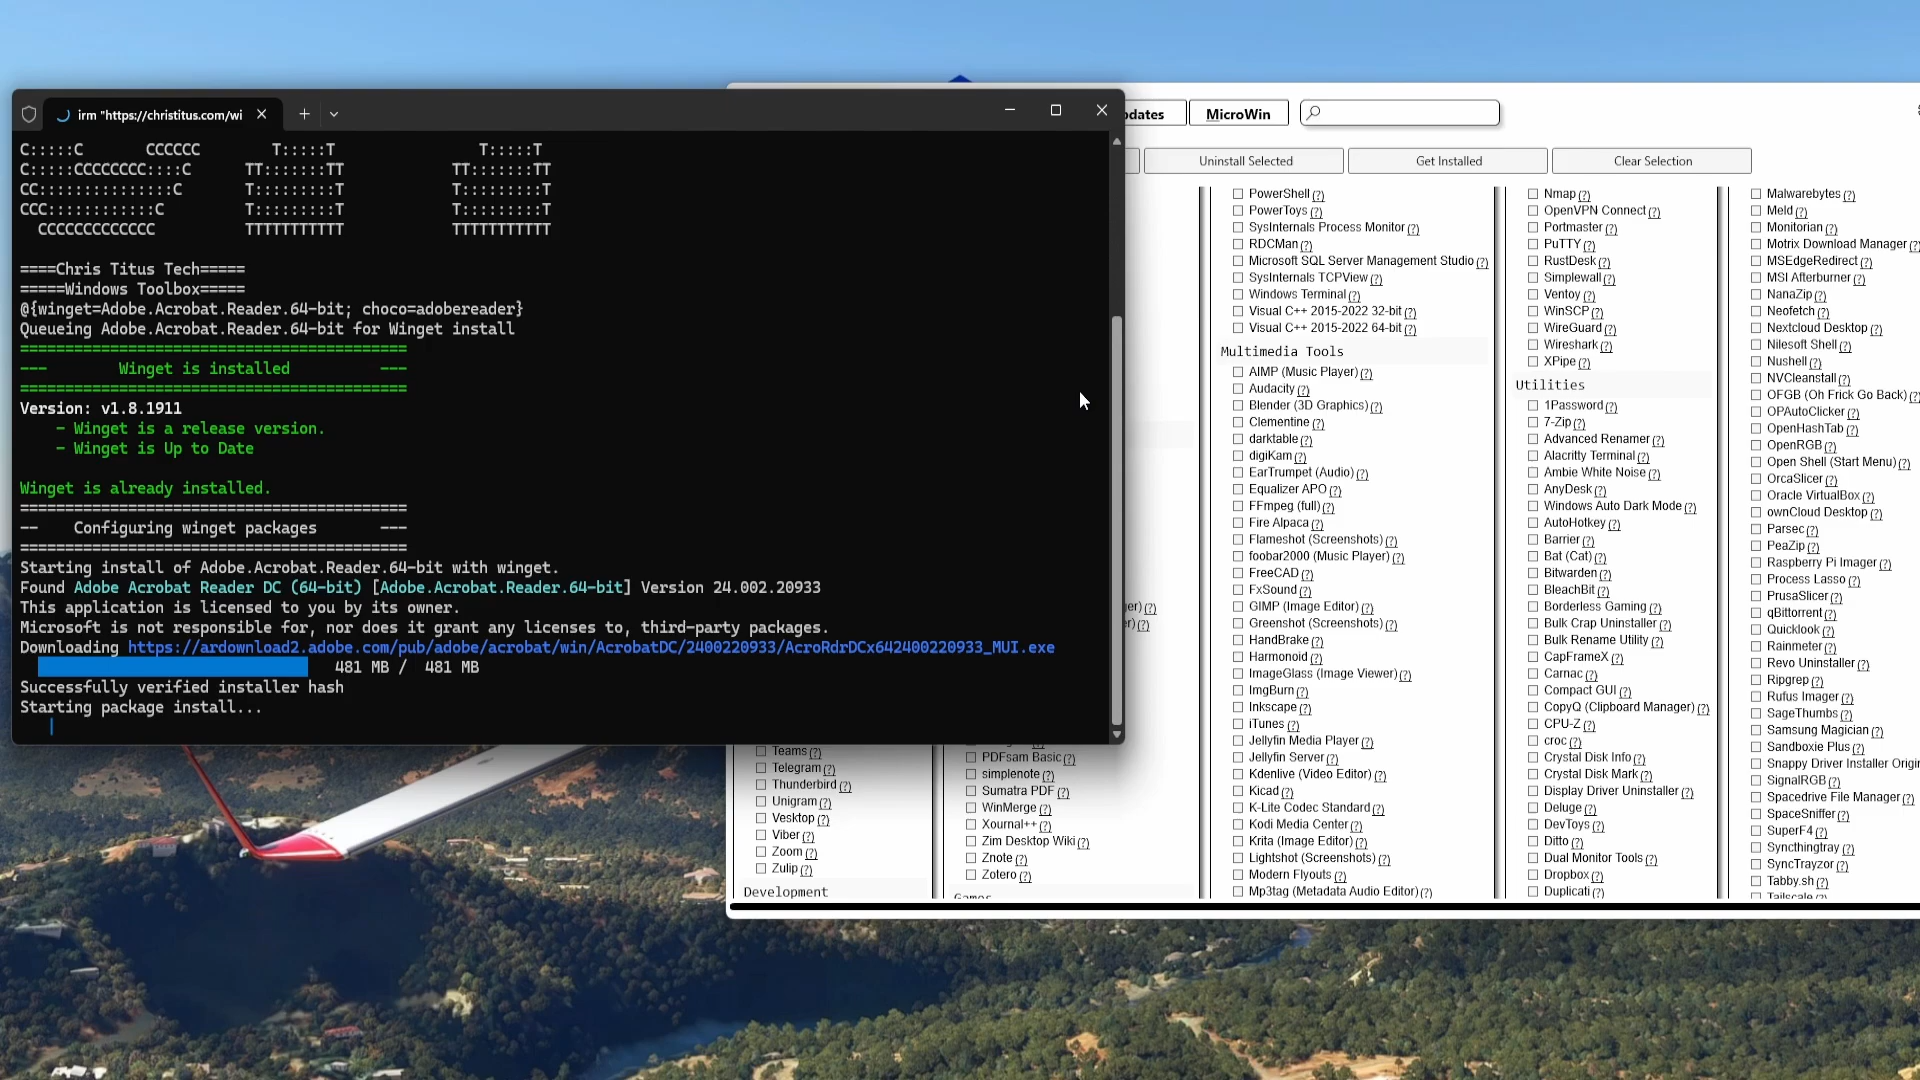 irm "https://christitus.com/wi
C:::::C       CCCCCC        T:::::T                T:::::T
C:::::CCCCCCCC::::C      TT:::::::TT            TT:::::::TT
CC:::::::::::::::C       T:::::::::T            T:::::::::T
CCC::::::::::::C         T:::::::::T            T:::::::::T
  CCCCCCCCCCCCC          TTTTTTTTTTT            TTTTTTTTTTT
====Chris Titus Tech=====
=====Windows Toolbox=====
@{winget=Adobe.Acrobat.Reader.64-bit; choco=adobereader}
Queueing Adobe.Acrobat.Reader.64-bit for Winget install
===========================================
---        Winget is installed          ---
===========================================
Version: v1.8.1911
    - Winget is a release version.
    - Winget is Up to Date
Winget is already installed.
===========================================
--    Configuring winget packages       ---
===========================================
Starting install of Adobe.Acrobat.Reader.64-bit with winget.
Found Adobe Acrobat Reader DC (64-bit) [Adobe.Acrobat.Reader.64-bit] Version 24.002.20933
This application is licensed to you by its owner.
Microsoft is not responsible for, nor does it grant any licenses to, third-party packages.
Downloading https://ardownload2.adobe.com/pub/adobe/acrobat/win/AcrobatDC/2400220933/AcroRdrDCx642400220933_MUI.exe
481 MB /  481 MB
Successfully verified installer hash
Starting package install...
MicroWin
Uninstall Selected
Get Installed
Clear Selection
Teams (?)
Telegram (?)
Thunderbird (?)
Unigram (?)
Vesktop (?)
Viber (?)
Zoom (?)
Zulip (?)
Development
PDFsam Basic (?)
simplenote (?)
Sumatra PDF (?)
WinMerge (?)
Xournal++ (?)
Zim Desktop Wiki (?)
Znote (?)
Zotero (?)
Games
PowerShell (?)
PowerToys (?)
SysInternals Process Monitor (?)
RDCMan (?)
Microsoft SQL Server Management Studio (?)
SysInternals TCPView (?)
Windows Terminal (?)
Visual C++ 2015-2022 32-bit (?)
Visual C++ 2015-2022 64-bit (?)
Multimedia Tools
AIMP (Music Player) (?)
Audacity (?)
Blender (3D Graphics) (?)
Clementine (?)
darktable (?)
digiKam (?)
EarTrumpet (Audio) (?)
Equalizer APO (?)
FFmpeg (full) (?)
Fire Alpaca (?)
Flameshot (Screenshots) (?)
foobar2000 (Music Player) (?)
FreeCAD (?)
FxSound (?)
GIMP (Image Editor) (?)
Greenshot (Screenshots) (?)
HandBrake (?)
Harmonoid (?)
ImageGlass (Image Viewer) (?)
ImgBurn (?)
Inkscape (?)
iTunes (?)
Jellyfin Media Player (?)
Jellyfin Server (?)
Kdenlive (Video Editor) (?)
Kicad (?)
K-Lite Codec Standard (?)
Kodi Media Center (?)
Krita (Image Editor) (?)
Lightshot (Screenshots) (?)
Modern Flyouts (?)
Mp3tag (Metadata Audio Editor) (?)
Nmap (?)
OpenVPN Connect (?)
Portmaster (?)
PuTTY (?)
RustDesk (?)
Simplewall (?)
Ventoy (?)
WinSCP (?)
WireGuard (?)
Wireshark (?)
XPipe (?)
Utilities
1Password (?)
7-Zip (?)
Advanced Renamer (?)
Alacritty Terminal (?)
Ambie White Noise (?)
AnyDesk (?)
Windows Auto Dark Mode (?)
AutoHotkey (?)
Barrier (?)
Bat (Cat) (?)
Bitwarden (?)
BleachBit (?)
Borderless Gaming (?)
Bulk Crap Uninstaller (?)
Bulk Rename Utility (?)
CapFrameX (?)
Carnac (?)
Compact GUI (?)
CopyQ (Clipboard Manager) (?)
CPU-Z (?)
croc (?)
Crystal Disk Info (?)
Crystal Disk Mark (?)
Display Driver Uninstaller (?)
Deluge (?)
DevToys (?)
Ditto (?)
Dual Monitor Tools (?)
Dropbox (?)
Duplicati (?)
Malwarebytes (?)
Meld (?)
Monitorian (?)
Motrix Download Manager (?)
MSEdgeRedirect (?)
MSI Afterburner (?)
NanaZip (?)
Neofetch (?)
Nextcloud Desktop (?)
Nilesoft Shell (?)
Nushell (?)
NVCleanstall (?)
OFGB (Oh Frick Go Back) (?)
OPAutoClicker (?)
OpenHashTab (?)
OpenRGB (?)
Open Shell (Start Menu) (?)
OrcaSlicer (?)
Oracle VirtualBox (?)
ownCloud Desktop (?)
Parsec (?)
PeaZip (?)
Raspberry Pi Imager (?)
Process Lasso (?)
PrusaSlicer (?)
qBittorrent (?)
Quicklook (?)
Rainmeter (?)
Revo Uninstaller (?)
Ripgrep (?)
Rufus Imager (?)
SageThumbs (?)
Samsung Magician (?)
Sandboxie Plus (?)
Snappy Driver Installer Origin
SignalRGB (?)
Spacedrive File Manager (?)
SpaceSniffer (?)
SuperF4 (?)
Syncthingtray (?)
SyncTrayzor (?)
Tabby.sh (?)
Tailscale (?)